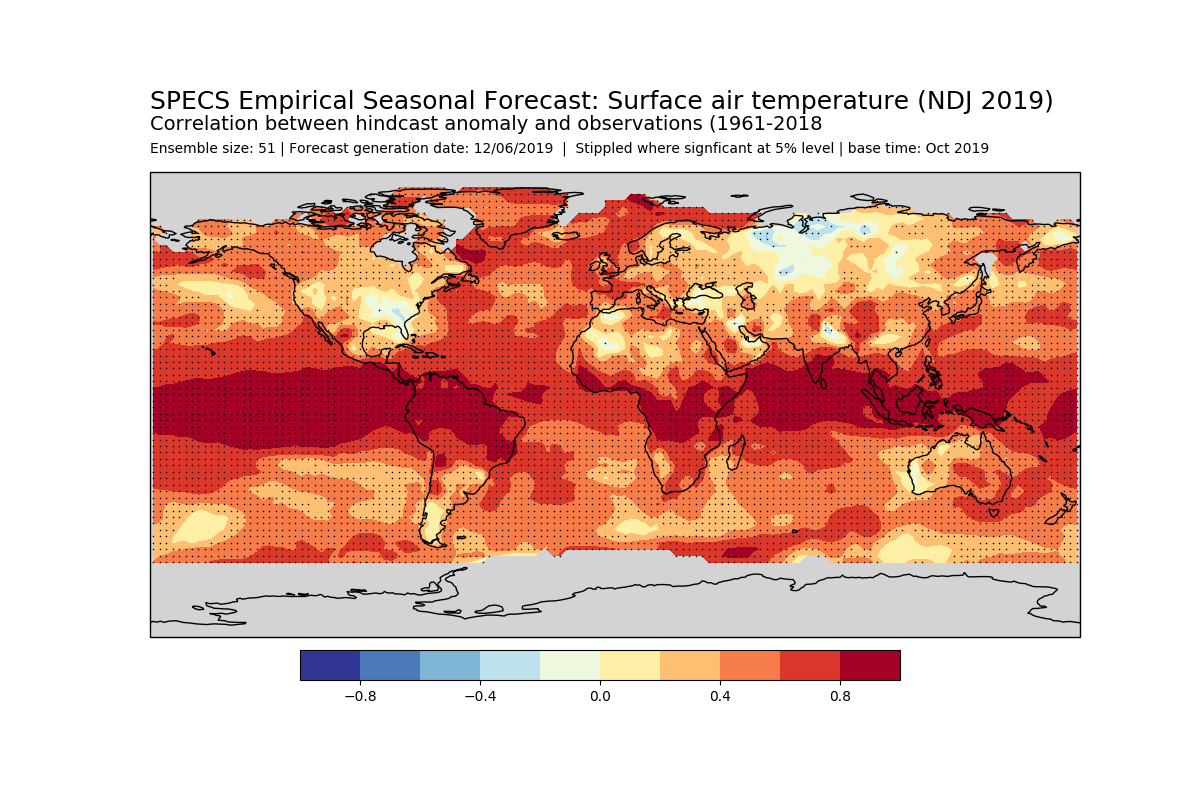 SPECS Empirical Seasonal Forecast: Surface air temperature (NDJ 2019)
Correlation between hindcast anomaly and observations (1961-2018
Ensemble size: 51 | Forecast generation date: 12/06/2019  |  Stippled where signficant at 5% level | base time: Oct 2019
−0.8 −0.4 0.0 0.4 0.8